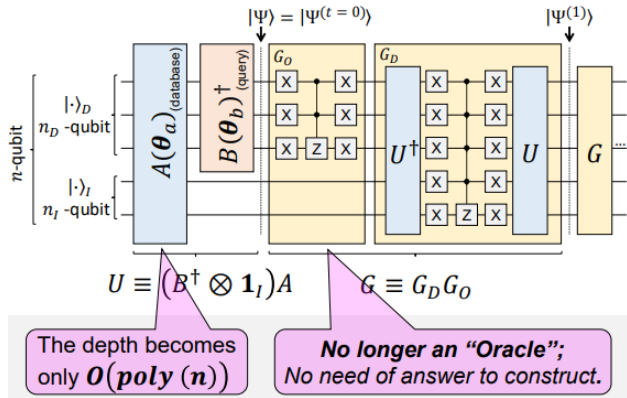 |Ψ⟩ = |Ψ^(t=0)⟩
|Ψ^(1)⟩
n-qubit
|·⟩_D
n_D -qubit
|·⟩_I
n_I -qubit
A(θ_a) (database)
B(θ_b)† (query)
G_O
X X
X X
X Z X
G_D
U†
X X
X X
X X
X X
X Z X
U
G
...
U ≡ (B† ⊗ 1_I)A
G ≡ G_D G_O
The depth becomes
only O(poly (n))
No longer an “Oracle”;
No need of answer to construct.